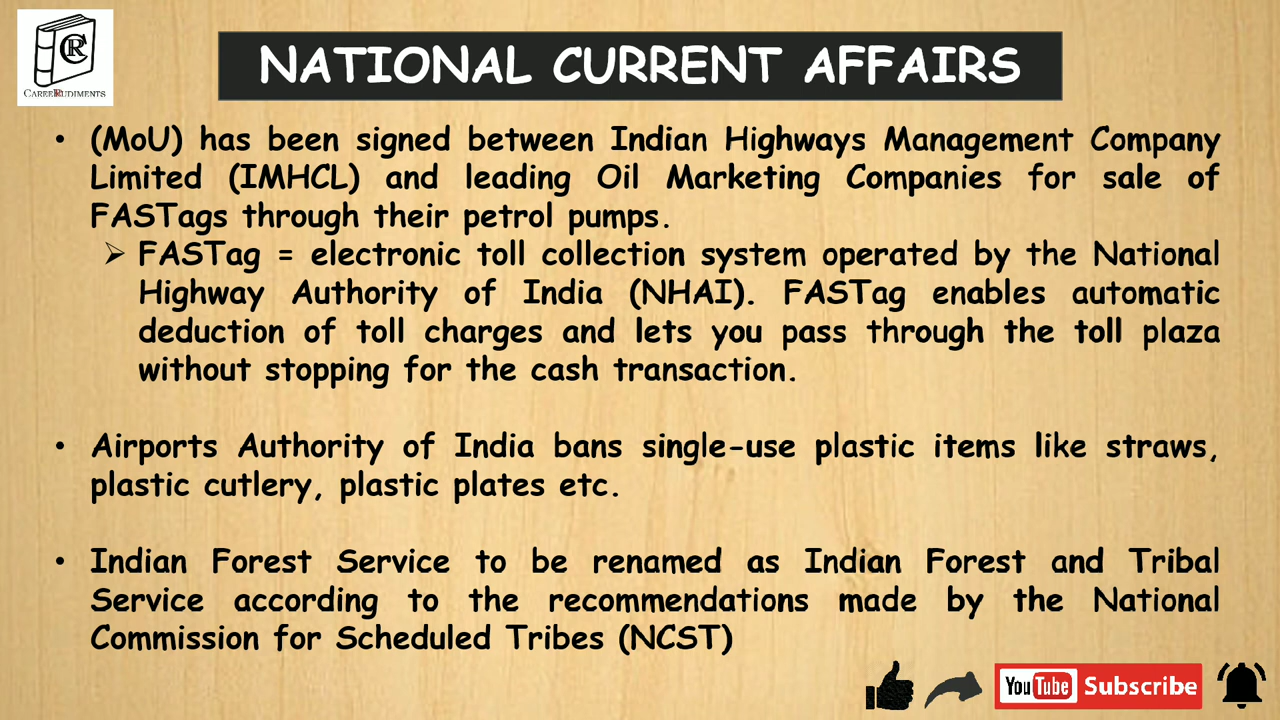 CR
CAREERUDIMENTS
NATIONAL CURRENT AFFAIRS
• (MoU) has been signed between Indian Highways Management Company
Limited (IMHCL) and leading Oil Marketing Companies for sale of
FASTags through their petrol pumps.
➢ FASTag = electronic toll collection system operated by the National
Highway Authority of India (NHAI). FASTag enables automatic
deduction of toll charges and lets you pass through the toll plaza
without stopping for the cash transaction.
• Airports Authority of India bans single-use plastic items like straws,
plastic cutlery, plastic plates etc.
• Indian Forest Service to be renamed as Indian Forest and Tribal
Service according to the recommendations made by the National
Commission for Scheduled Tribes (NCST)
YouTube Subscribe